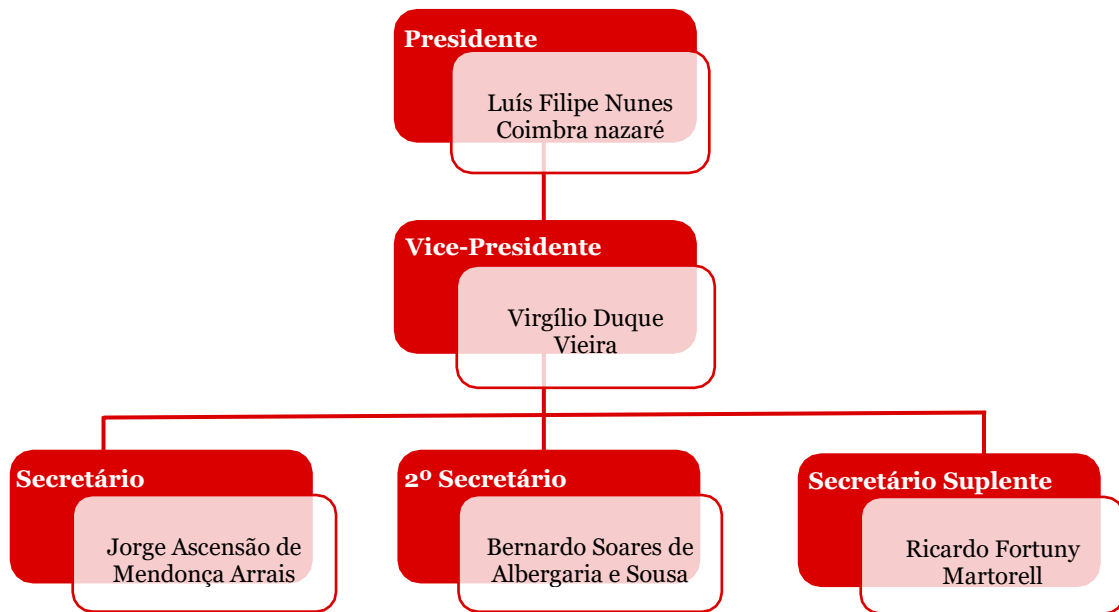 Presidente
Luís Filipe Nunes
Coimbra nazaré
Vice-Presidente
Virgílio Duque
Vieira
Secretário
Jorge Ascensão de
Mendonça Arrais
2º Secretário
Bernardo Soares de
Albergaria e Sousa
Secretário Suplente
Ricardo Fortuny
Martorell